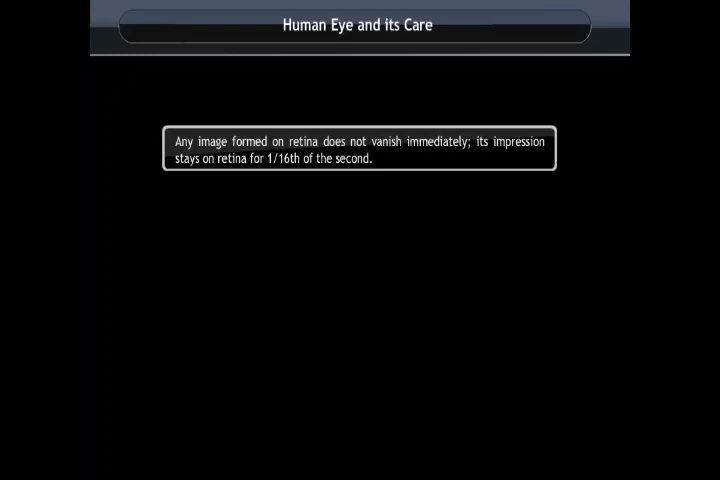 Human Eye and its Care
Any image formed on retina does not vanish immediately; its impression
stays on retina for 1/16th of the second.